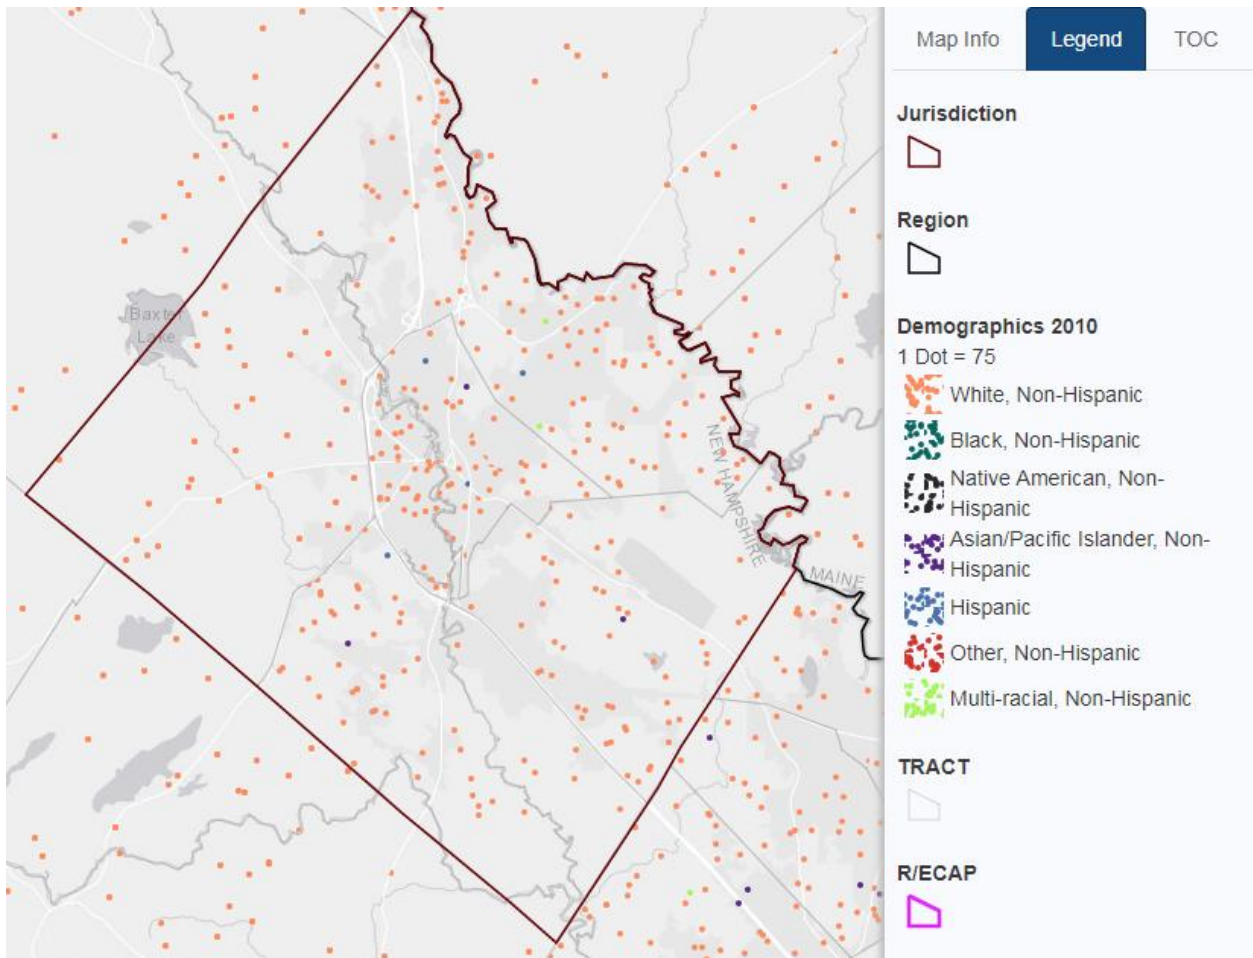 Map Info
Legend
TOC
Jurisdiction
Region
Demographics 2010
1 Dot = 75
White, Non-Hispanic
Black, Non-Hispanic
Native American, Non-
Hispanic
Asian/Pacific Islander, Non-
Hispanic
Hispanic
Other, Non-Hispanic
Multi-racial, Non-Hispanic
TRACT
R/ECAP
Baxter
Lake
NEW HAMPSHIRE
MAINE